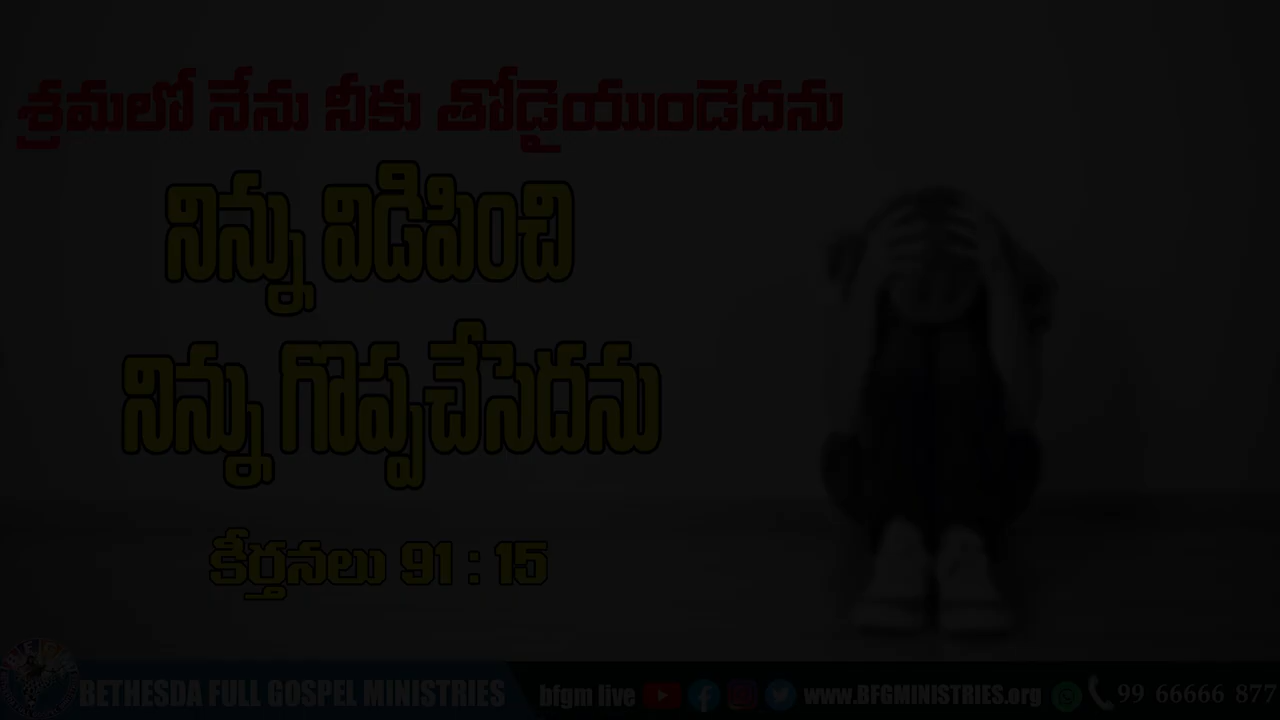 శ్రమలో నేను నీకు తోడైయుండెదను
నిన్ను విడిపించి
నిన్ను గొప్పచేసెదను
కీర్తనలు 91 : 15
BETHESDA FULL GOSPEL MINISTRIES bfgm live www.BFGMINISTRIES.org 99 66666 877